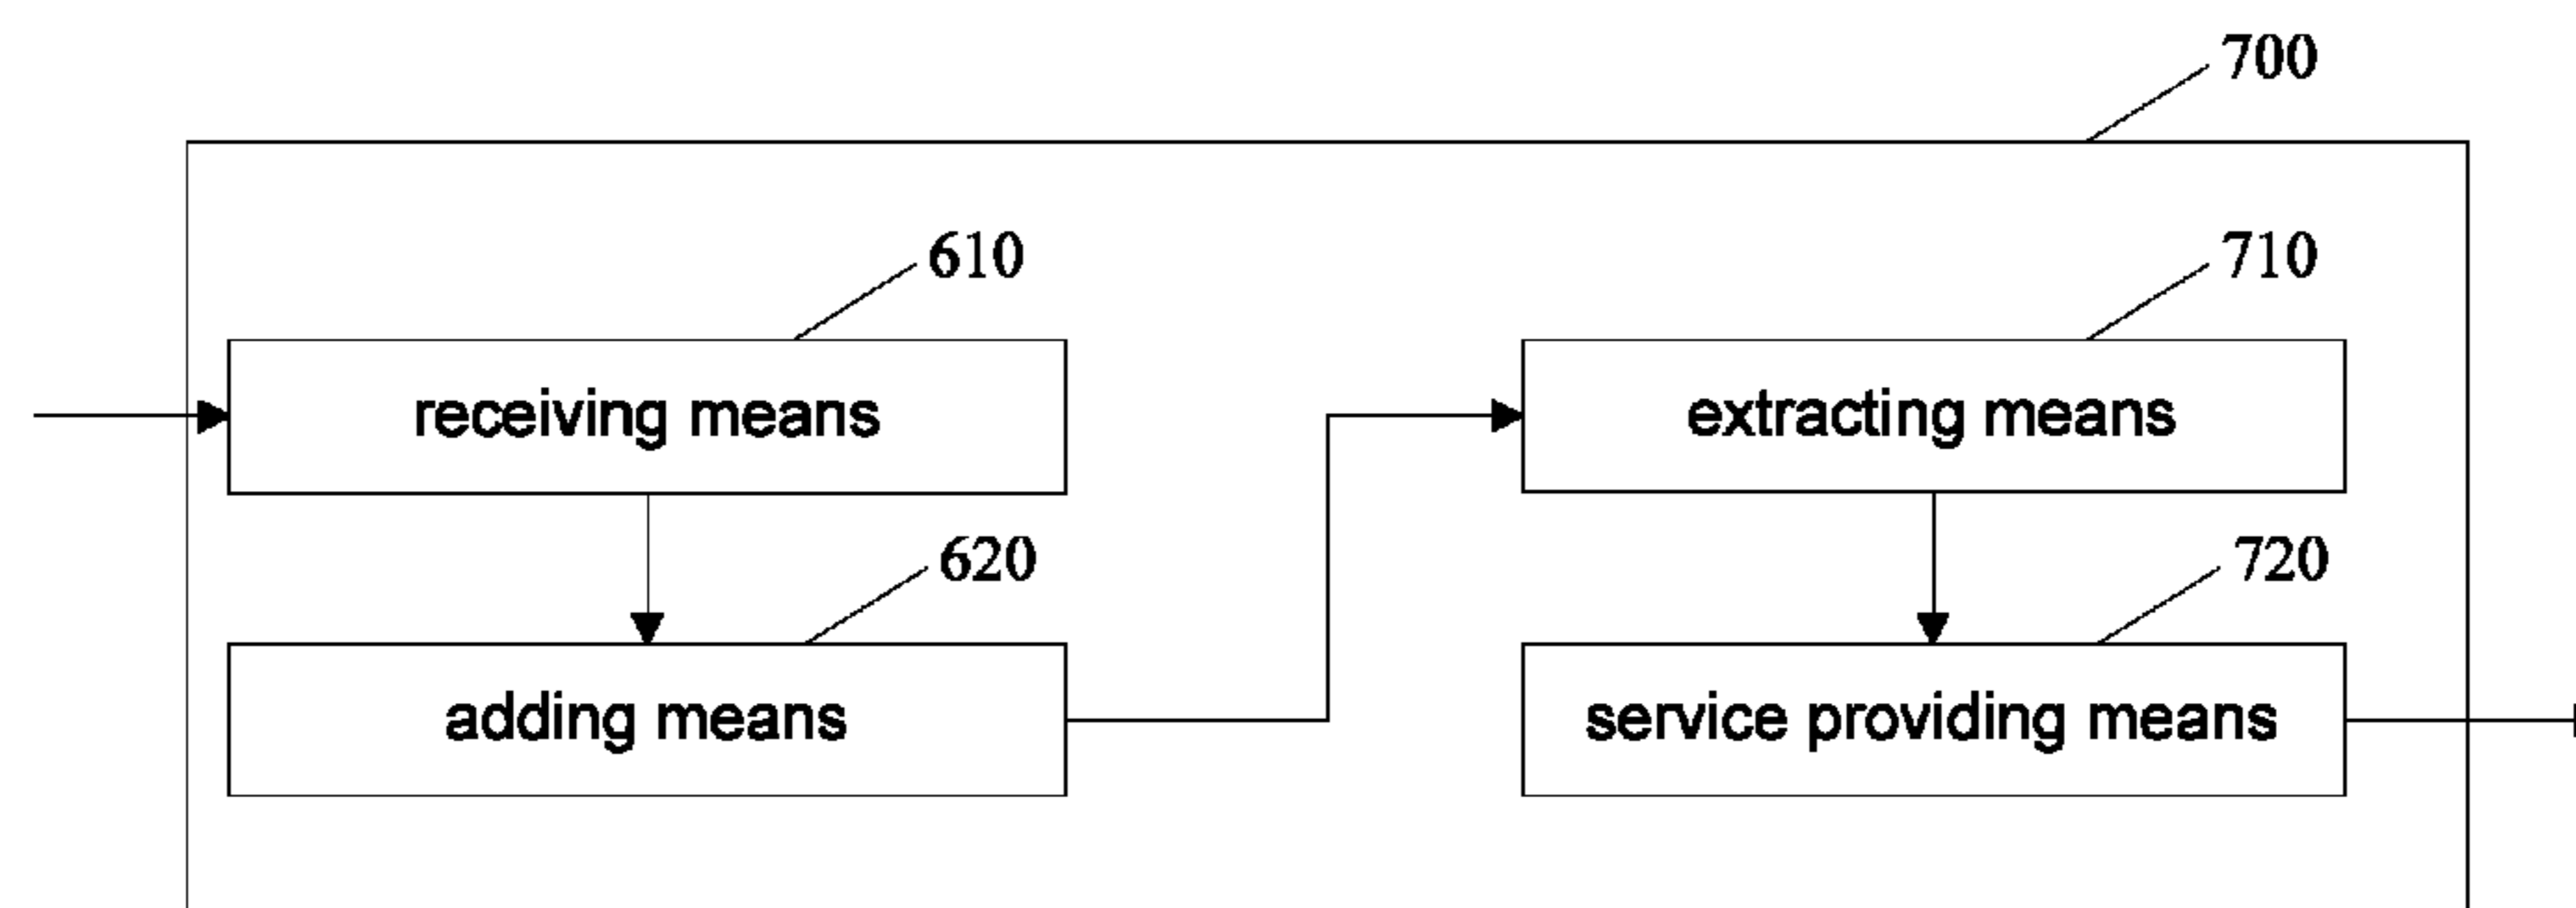 700
610
710
receiving means
extracting means
620
720
adding means
service providing means